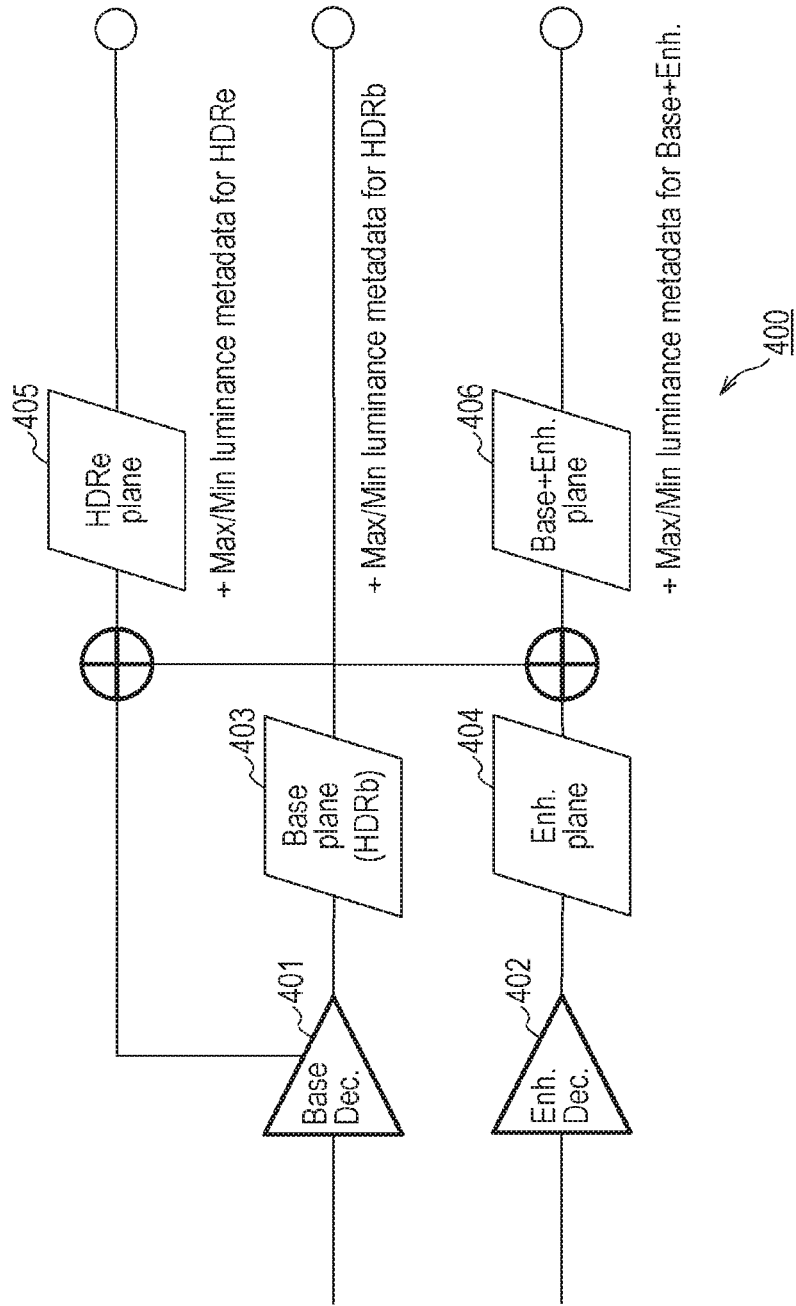 405
HDRe
plane
+ Max/Min luminance metadata for HDRe
401
Base
Dec.
403
Base
plane
(HDRb)
+ Max/Min luminance metadata for HDRb
402
Enh.
Dec.
404
Enh.
plane
406
Base+Enh.
plane
+ Max/Min luminance metadata for Base+Enh.
400